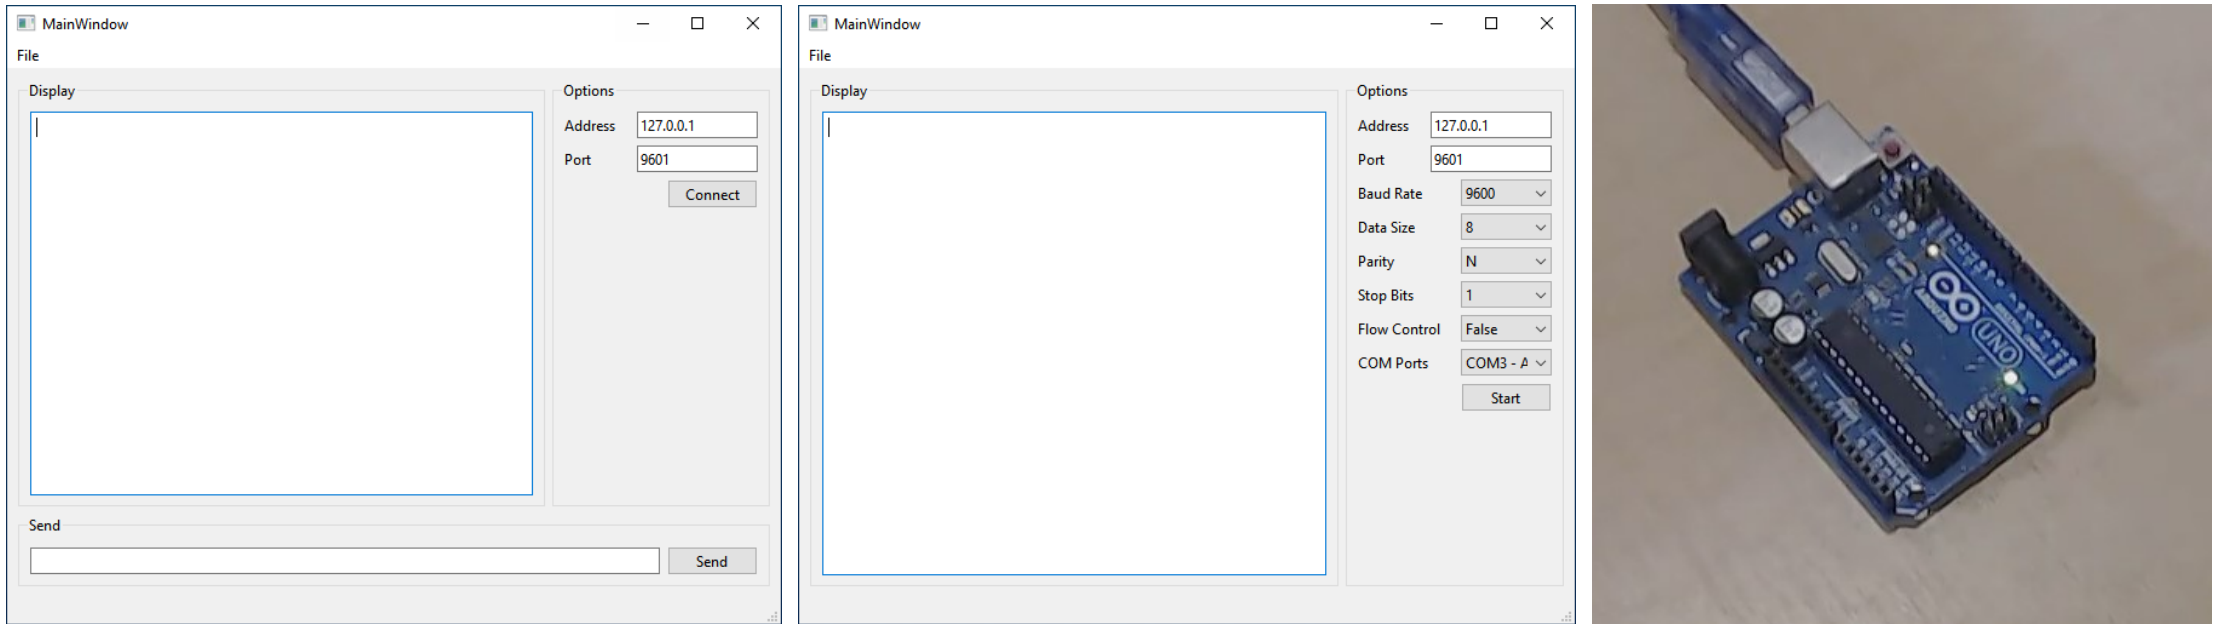 MainWindow
File
Display
Options
Address 127.0.0.1
Port 9601
Connect
Send
Send
MainWindow
File
Display
Options
Address 127.0.0.1
Port 9601
Baud Rate 9600
Data Size 8
Parity N
Stop Bits 1
Flow Control False
COM Ports COM3 - A
Start
ARDUINO
UNO